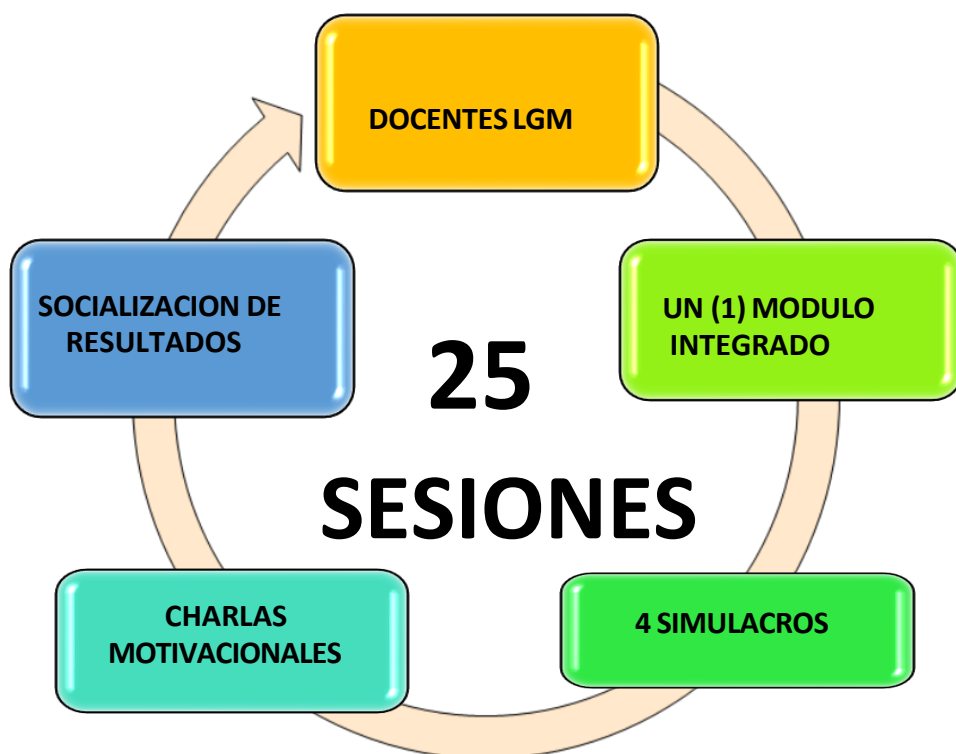 DOCENTES LGM
UN (1) MODULO
INTEGRADO
4 SIMULACROS
CHARLAS
MOTIVACIONALES
SOCIALIZACION DE
RESULTADOS
25
SESIONES